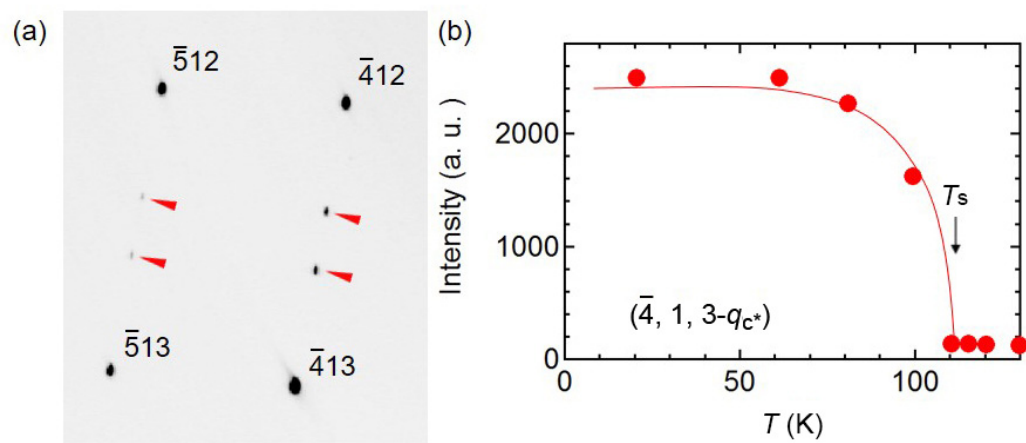 (a)
5̅12
4̅12
5̅13
4̅13
(b)
Intensity (a. u.)
2000
1000
0
Ts
(4̅, 1, 3-qc*)
0
50
100
T (K)